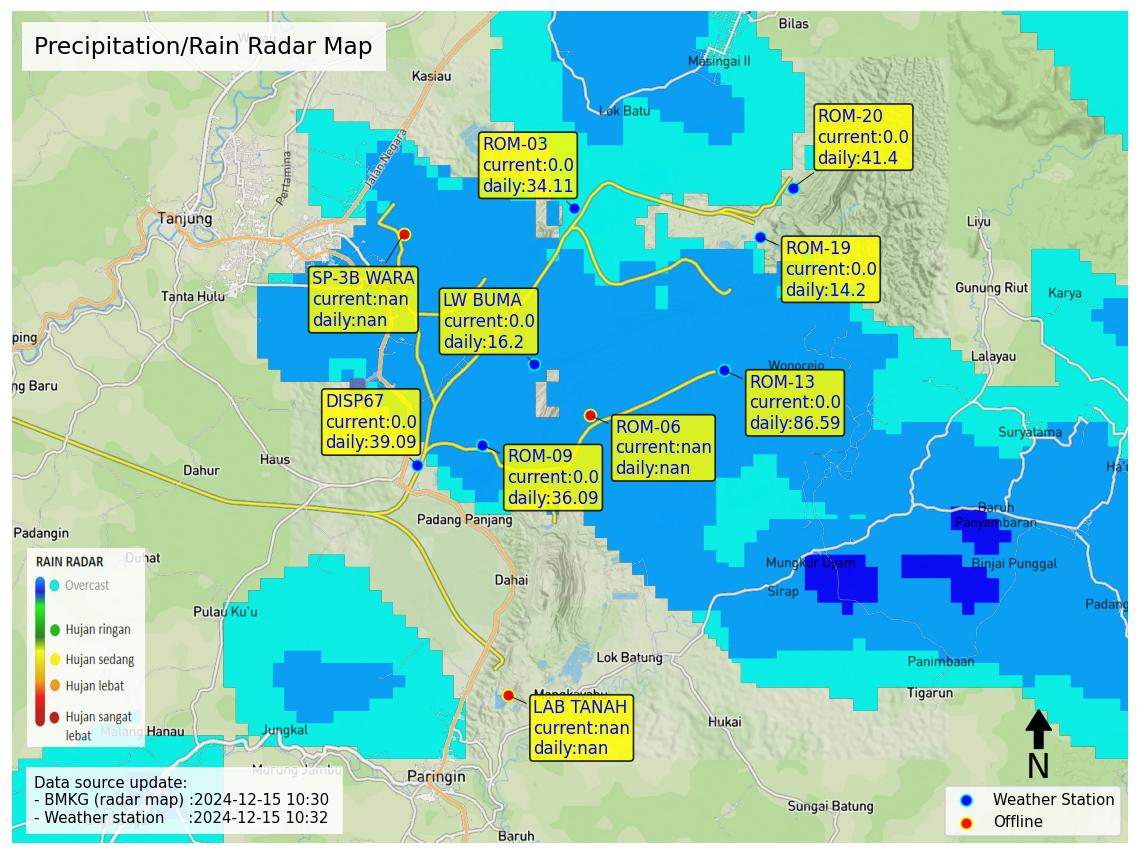 Precipitation/Rain Radar Map
Bilas
Masingai II
Kasiau
Lok Batu
ROM-20
current:0.0
daily:41.4
ROM-03
current:0.0
daily:34.11
Jalan Negara
Pertamina
Tanjung
Liyu
ROM-19
current:0.0
daily:14.2
SP-3B WARA
current:nan
daily:nan
Tanta Hulu
LW BUMA
current:0.0
daily:16.2
Gunung Riut
Karya
ping
Lalayau
Wonorejo
ng Baru
ROM-13
current:0.0
daily:86.59
DISP67
current:0.0
daily:39.09
ROM-06
current:nan
daily:nan
Suryatama
ROM-09
current:0.0
daily:36.09
Haus
Dahur
Baruh
Panyambaran
Padang Panjang
Padangin
Duhat
RAIN RADAR
Overcast
Hujan ringan
Hujan sedang
Hujan lebat
Hujan sangat
lebat
Mungkur Uyam
Binjai Punggal
Dahai
Sirap
Padang
Pulau Ku'u
Lok Batung
Panimbaan
Tigarun
Mangkayahu
LAB TANAH
current:nan
daily:nan
Hukai
Malang Hanau
Jungkal
Murung Jambu
Paringin
Data source update:
- BMKG (radar map) :2024-12-15 10:30
- Weather station :2024-12-15 10:32
N
Weather Station
Offline
Sungai Batung
Baruh